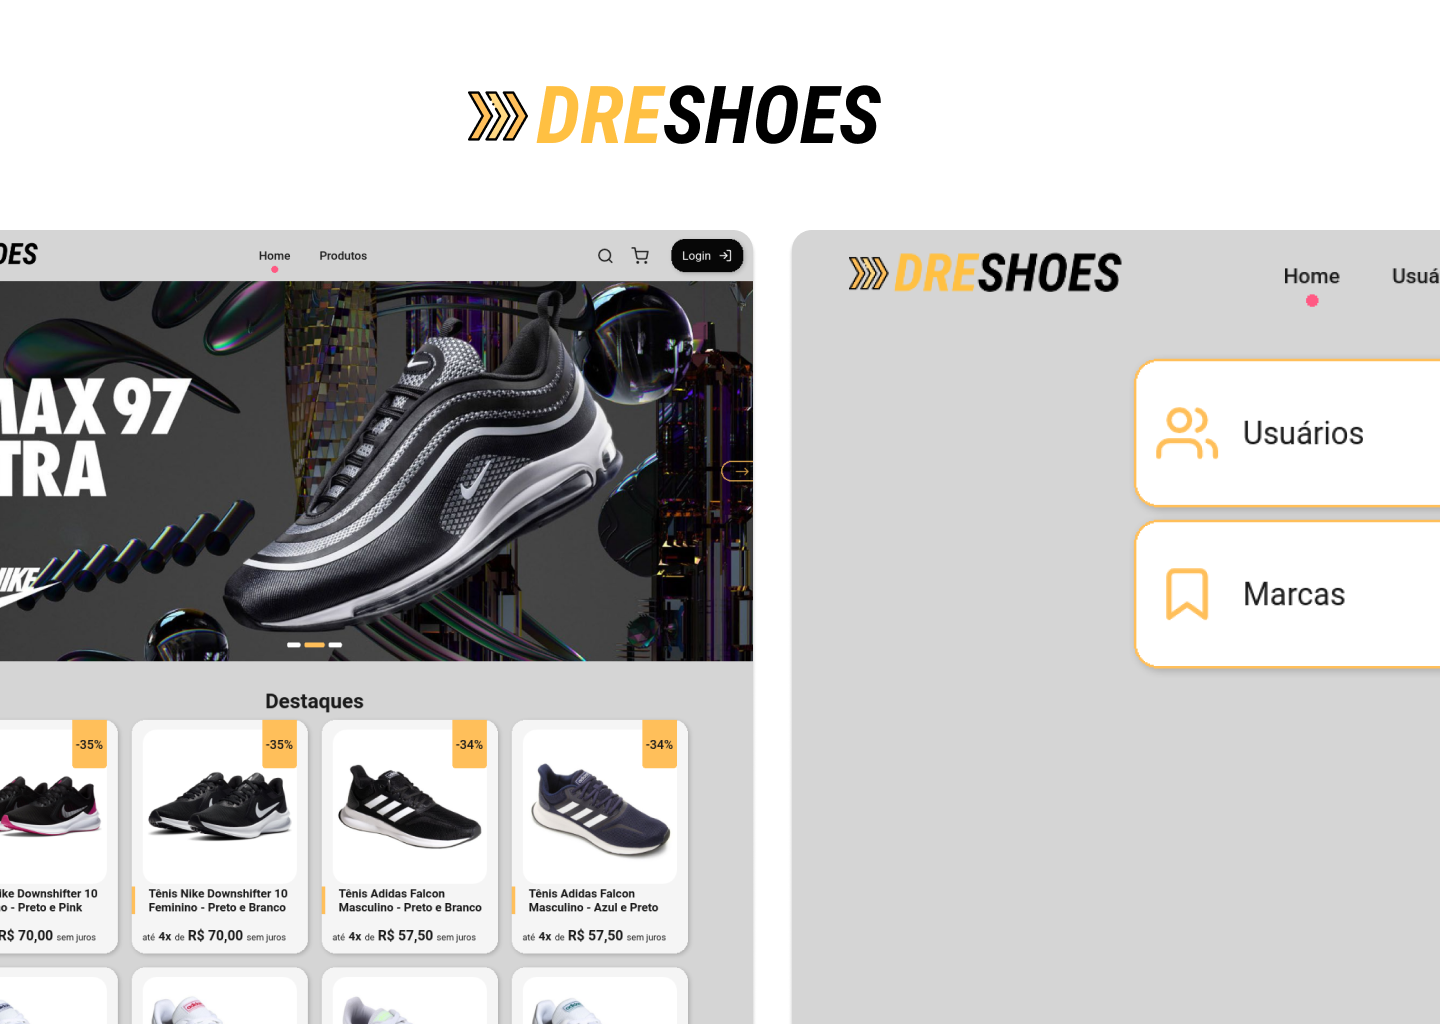 DRESHOES
OES
Home
Produtos
Login
MAX 97
TRA
NIKE
Destaques
-35%
-35%
-34%
-34%
ike Downshifter 10
o - Preto e Pink
R$ 70,00 sem juros
Tênis Nike Downshifter 10
Feminino - Preto e Branco
até 4x de R$ 70,00 sem juros
Tênis Adidas Falcon
Masculino - Preto e Branco
até 4x de R$ 57,50 sem juros
Tênis Adidas Falcon
Masculino - Azul e Preto
até 4x de R$ 57,50 sem juros
DRESHOES
Home
Usuá
Usuários
Marcas